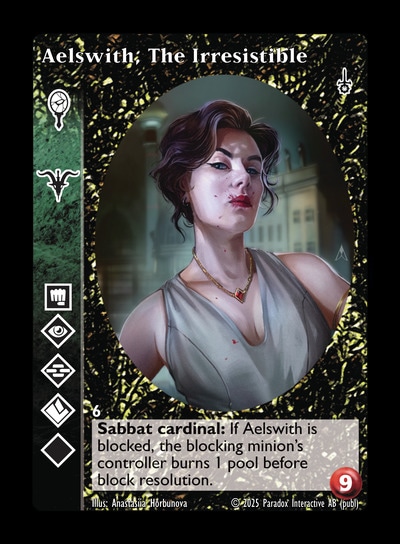 Aelswith, The Irresistible
6
Sabbat cardinal: If Aelswith is
blocked, the blocking minion's
controller burns 1 pool before
block resolution.
9
Illus: Anastasiia Horbunova
© 2025 Paradox Interactive AB (publ)